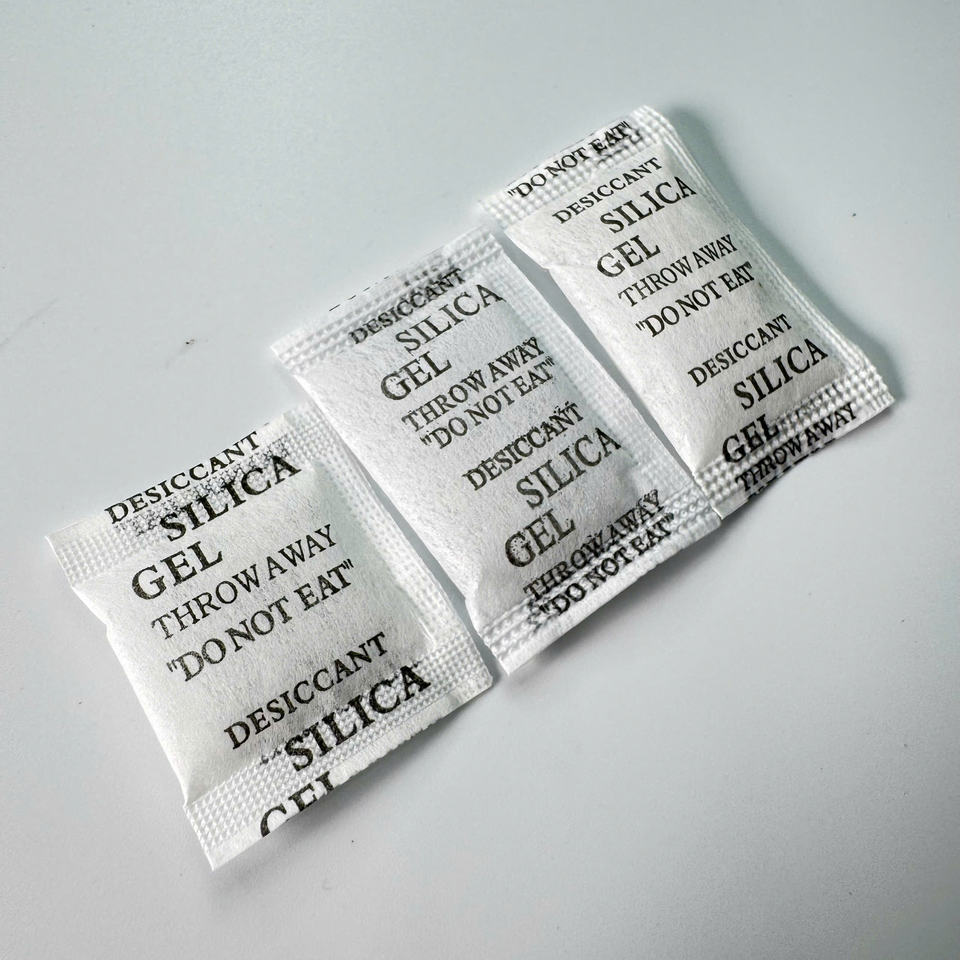 DESICCANT
SILICA
GEL
THROW AWAY
"DO NOT EAT"
DESICCANT
SILICA
GEL
DESICCANT
SILICA
GEL
THROW AWAY
"DO NOT EAT"
DESICCANT
SILICA
GEL
THROW AWAY
"DO NOT EAT"
"DO NOT EAT"
DESICCANT
SILICA
GEL
THROW AWAY
"DO NOT EAT"
DESICCANT
SILICA
GEL
THROW AWAY